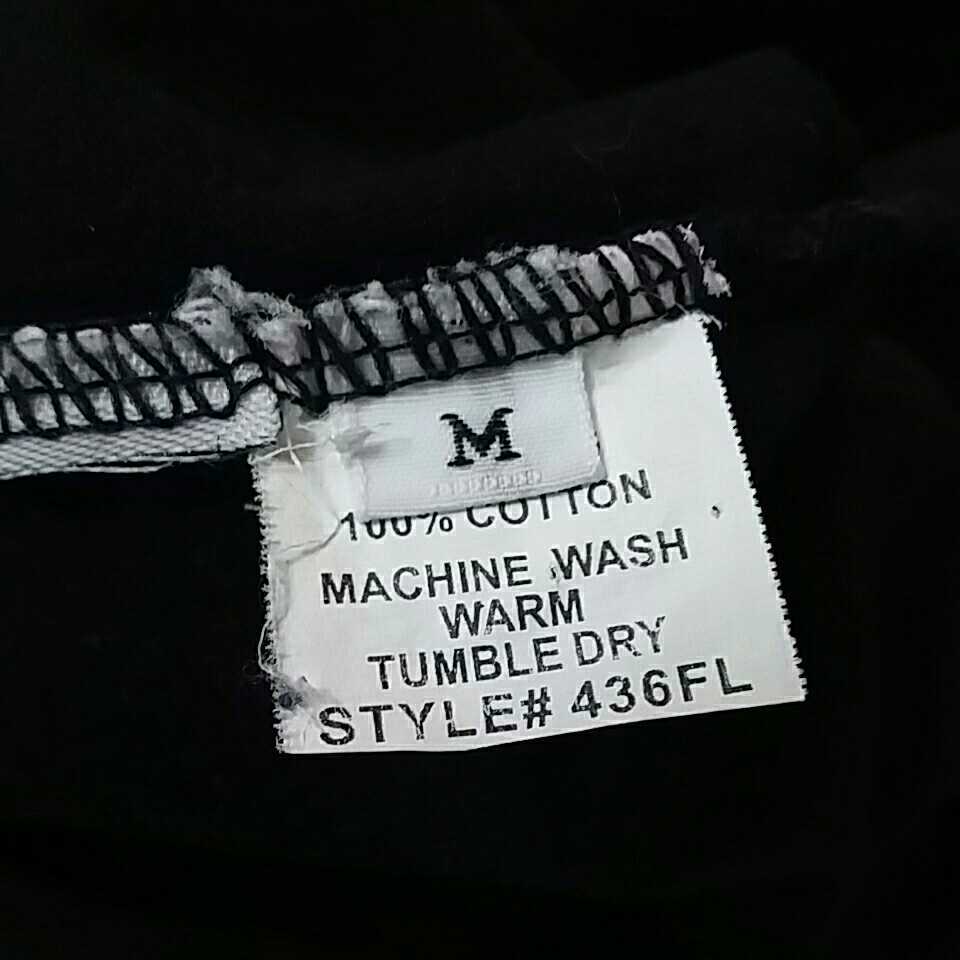 M
100% COTTON
MACHINE WASH
WARM
TUMBLE DRY
STYLE# 436FL